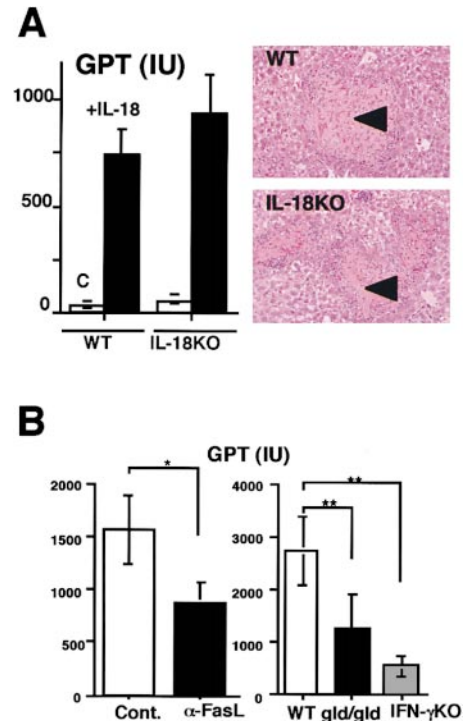 A
GPT (IU)
1000
500
0
+IL-18
C
WT
IL-18KO
WT
IL-18KO
B
GPT (IU)
2000
1500
1000
500
0
*
Cont.
α-FasL
4000
3000
2000
1000
0
**
**
WT
gld/gld
IFN-γKO